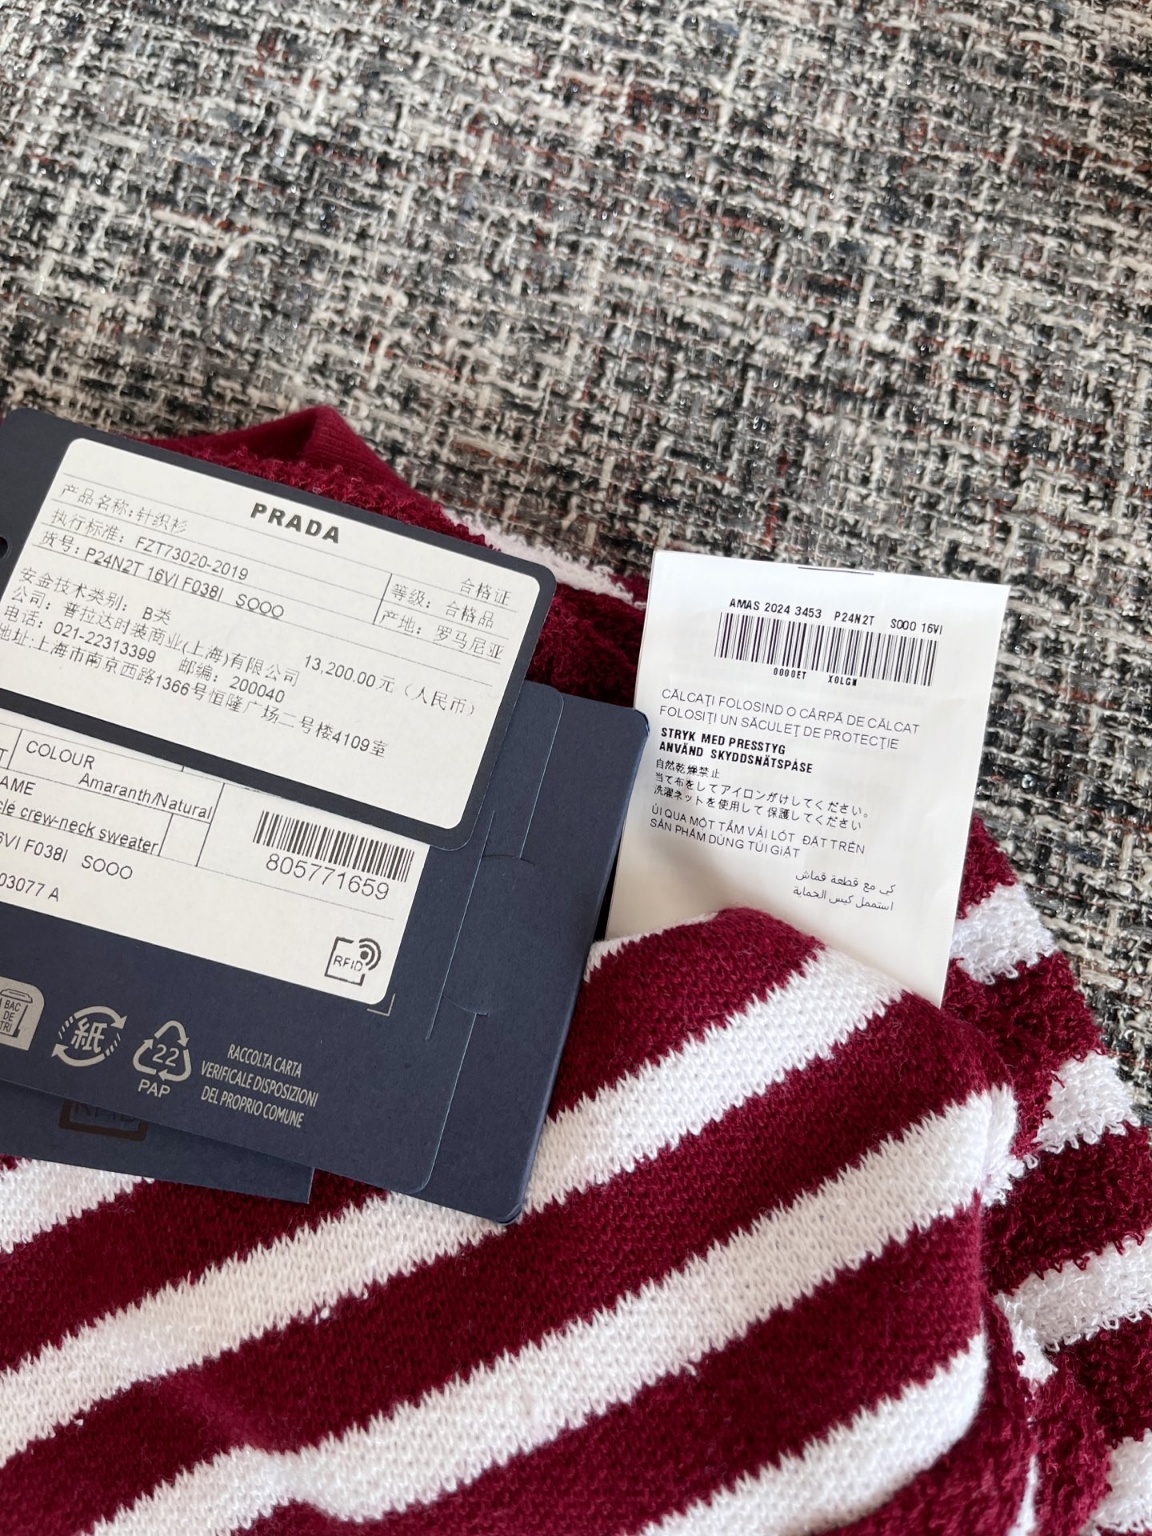 PRADA
产品名称: 针织衫
合格证
执行标准: FZT73020-2019
等级: 合格品
货号: P24N2T 16VI F038I S000
产地: 罗马尼亚
安全技术类别: B类
13,200.00元（人民币）
公司: 普拉达时装商业(上海)有限公司
电话: 021-22313399 邮编: 200040
地址: 上海市南京西路1366号恒隆广场二号楼4109室
COLOUR
Amaranth/Natural
crew-neck sweater
F038I S000
03077 A
805771659
RFID
BAC
DE
TRI
紙
22
PAP
RACCOLTA CARTA
VERIFICALE DISPOSIZIONI
DEL PROPRIO COMUNE
AMAS 2024 3453 P24N2T S000 16VI
0000ET X0LGN
CĂLCAȚI FOLOSIND O CÂRPĂ DE CĂLCAT
FOLOSIȚI UN SĂCULEȚ DE PROTECȚIE
STRYK MED PRESSTYG
ANVÄND SKYDDSNÄTSPÅSE
自然乾燥禁止
当て布をしてアイロンがけしてください。
洗濯ネットを使用して保護してください
ỦI QUA MỘT TẤM VẢI LÓT ĐẶT TRÊN
SẢN PHẨM DÙNG TÚI GIẶT
كي مع قطعة قماش
استعمل كيس الحماية